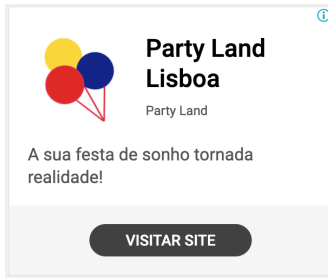 Party Land
Lisboa
Party Land
A sua festa de sonho tornada
realidade!
VISITAR SITE